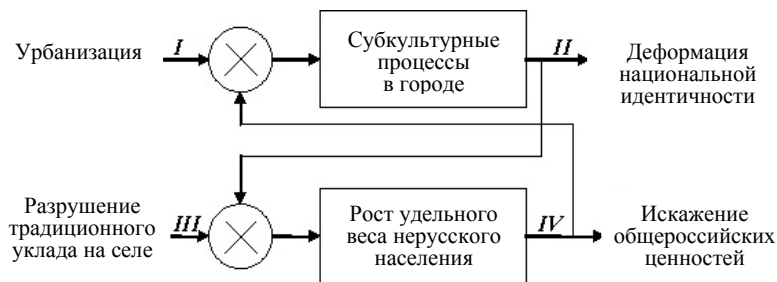 Урбанизация
I
Субкультурные
процессы
в городе
II
Деформация
национальной
идентичности
Разрушение
традиционного
уклада на селе
III
Рост удельного
веса нерусского
населения
IV
Искажение
общероссийских
ценностей